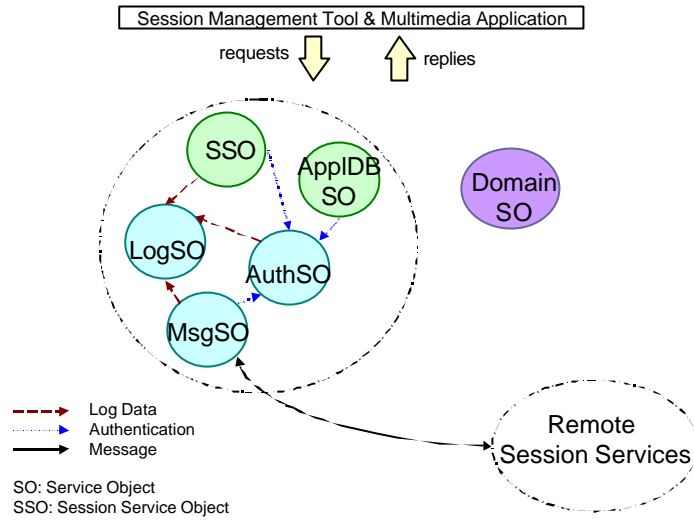 Session Management Tool & Multimedia Application
requests
replies
SSO
ApplDB
SO
Domain
SO
LogSO
AuthSO
MsgSO
Log Data
Authentication
Message
Remote
Session Services
SO: Service Object
SSO: Session Service Object